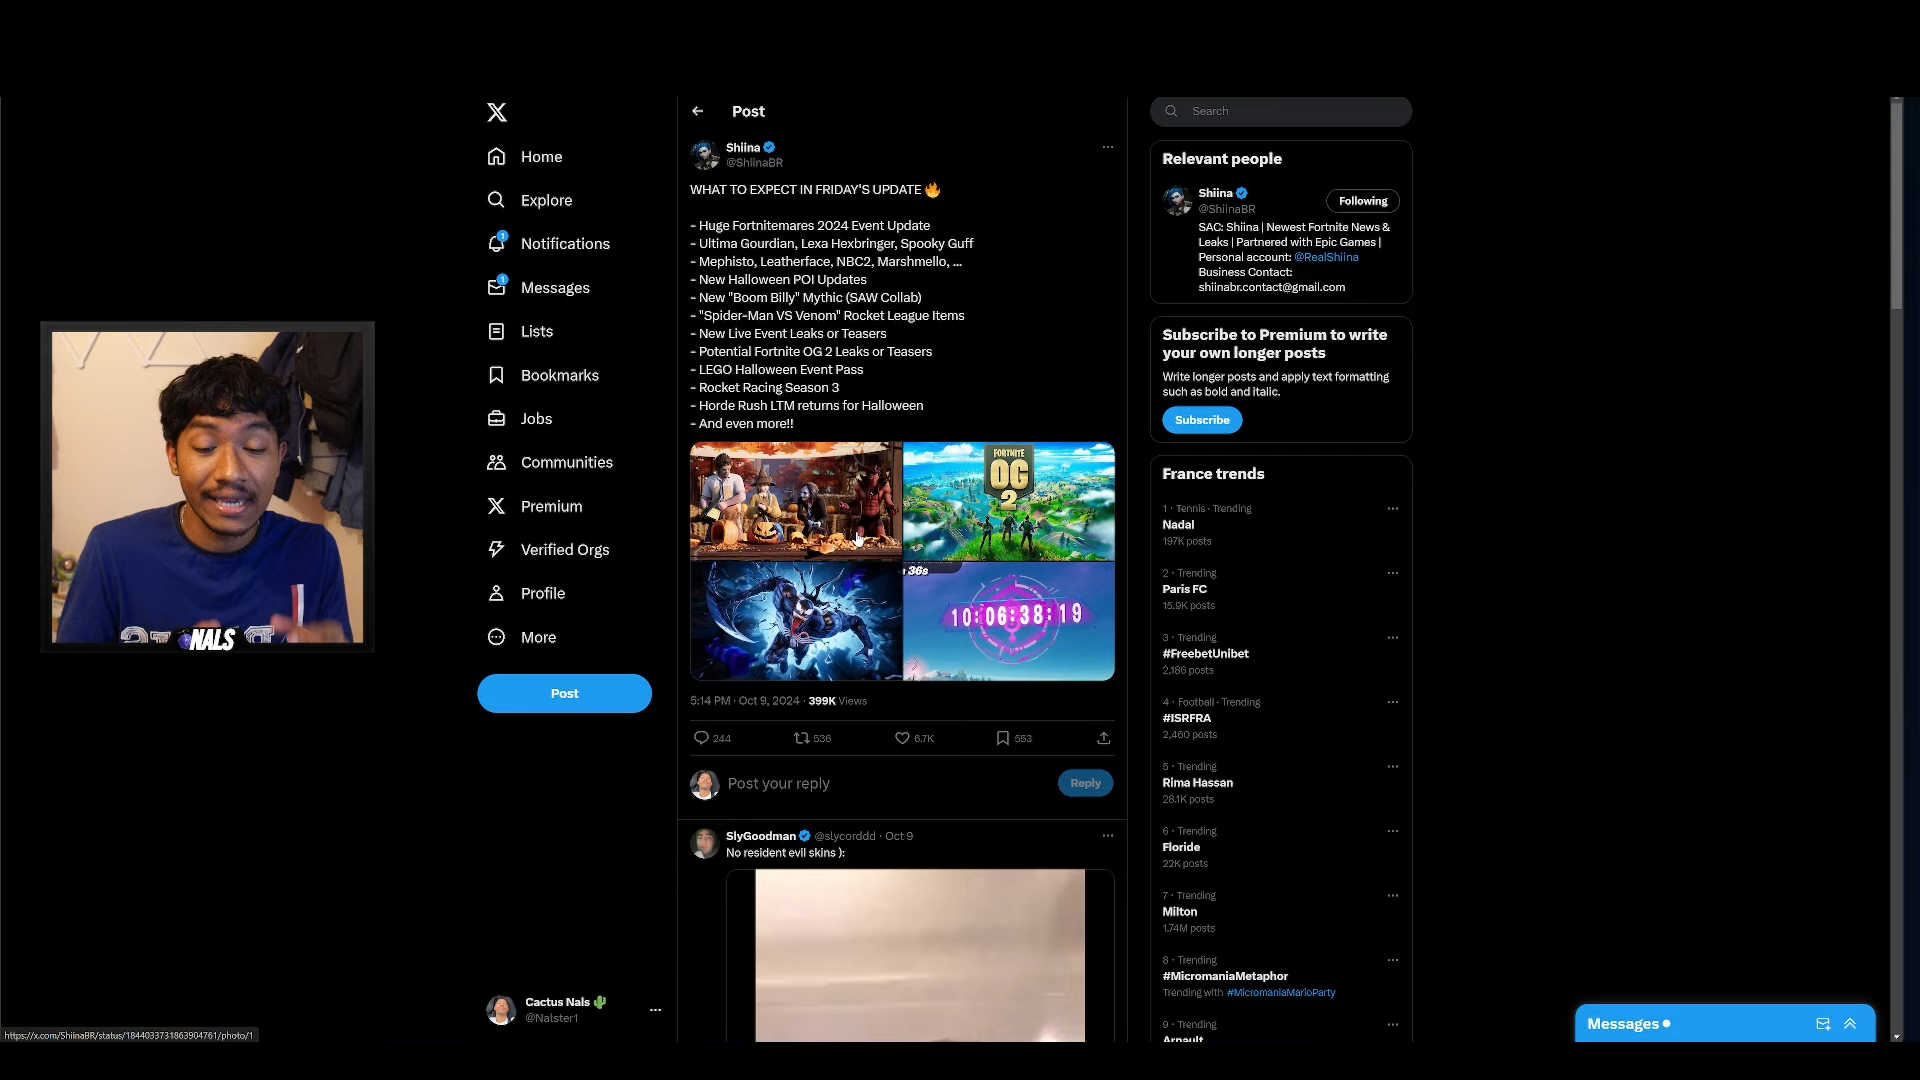 Post
Search
Home
Explore
1
Notifications
1
Messages
Lists
Bookmarks
Jobs
Communities
Premium
Verified Orgs
Profile
More
Post
Cactus Nals 🌵
@Nalster1
https://x.com/ShiinaBR/status/1844033731863904761/photo/1
NALS
Shiina
@ShiinaBR
WHAT TO EXPECT IN FRIDAY'S UPDATE 🔥
- Huge Fortnitemares 2024 Event Update
- Ultima Gourdian, Lexa Hexbringer, Spooky Guff
- Mephisto, Leatherface, NBC2, Marshmello, ...
- New Halloween POI Updates
- New "Boom Billy" Mythic (SAW Collab)
- "Spider-Man VS Venom" Rocket League Items
- New Live Event Leaks or Teasers
- Potential Fortnite OG 2 Leaks or Teasers
- LEGO Halloween Event Pass
- Rocket Racing Season 3
- Horde Rush LTM returns for Halloween
- And even more!!
FORTNITE
OG
2
36s
10:06:38:19
5:14 PM · Oct 9, 2024 · 399K Views
244 536 6.7K 553
Post your reply
Reply
SlyGoodman @slycorddd · Oct 9
No resident evil skins ):
Relevant people
Shiina
@ShiinaBR
Following
SAC: Shiina | Newest Fortnite News &
Leaks | Partnered with Epic Games |
Personal account: @RealShiina
Business Contact:
shiinabr.contact@gmail.com
Subscribe to Premium to write
your own longer posts
Write longer posts and apply text formatting
such as bold and italic.
Subscribe
France trends
1 · Tennis · Trending
Nadal
197K posts
2 · Trending
Paris FC
15.9K posts
3 · Trending
#FreebetUnibet
2,186 posts
4 · Football · Trending
#ISRFRA
2,460 posts
5 · Trending
Rima Hassan
28.1K posts
6 · Trending
Floride
22K posts
7 · Trending
Milton
1.74M posts
8 · Trending
#MicromaniaMetaphor
Trending with #MicromaniaMarioParty
9 · Trending
Arnault
Messages